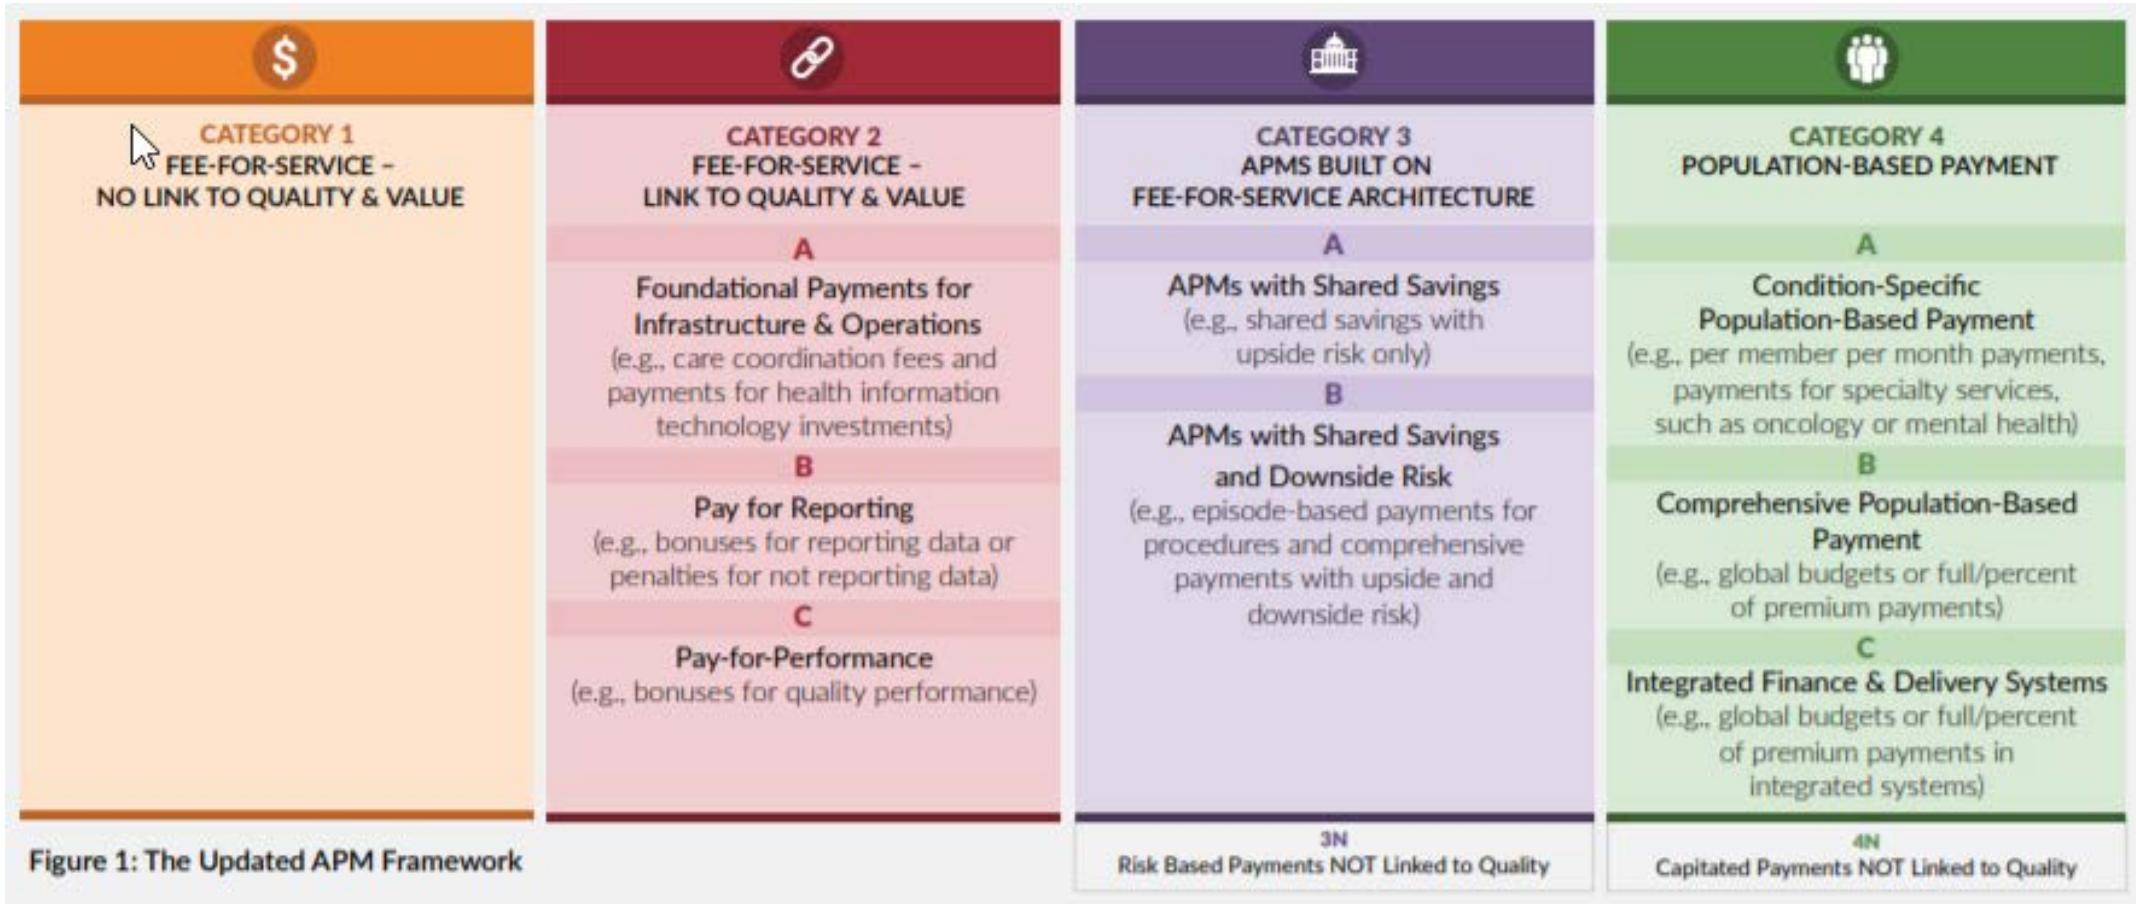 $
CATEGORY 1
FEE-FOR-SERVICE –
NO LINK TO QUALITY & VALUE
CATEGORY 2
FEE-FOR-SERVICE –
LINK TO QUALITY & VALUE
A
Foundational Payments for
Infrastructure & Operations
(e.g., care coordination fees and
payments for health information
technology investments)
B
Pay for Reporting
(e.g., bonuses for reporting data or
penalties for not reporting data)
C
Pay-for-Performance
(e.g., bonuses for quality performance)
CATEGORY 3
APMS BUILT ON
FEE-FOR-SERVICE ARCHITECTURE
A
APMs with Shared Savings
(e.g., shared savings with
upside risk only)
B
APMs with Shared Savings
and Downside Risk
(e.g., episode-based payments for
procedures and comprehensive
payments with upside and
downside risk)
3N
Risk Based Payments NOT Linked to Quality
CATEGORY 4
POPULATION-BASED PAYMENT
A
Condition-Specific
Population-Based Payment
(e.g., per member per month payments,
payments for specialty services,
such as oncology or mental health)
B
Comprehensive Population-Based
Payment
(e.g., global budgets or full/percent
of premium payments)
C
Integrated Finance & Delivery Systems
(e.g., global budgets or full/percent
of premium payments in
integrated systems)
4N
Capitated Payments NOT Linked to Quality
Figure 1: The Updated APM Framework